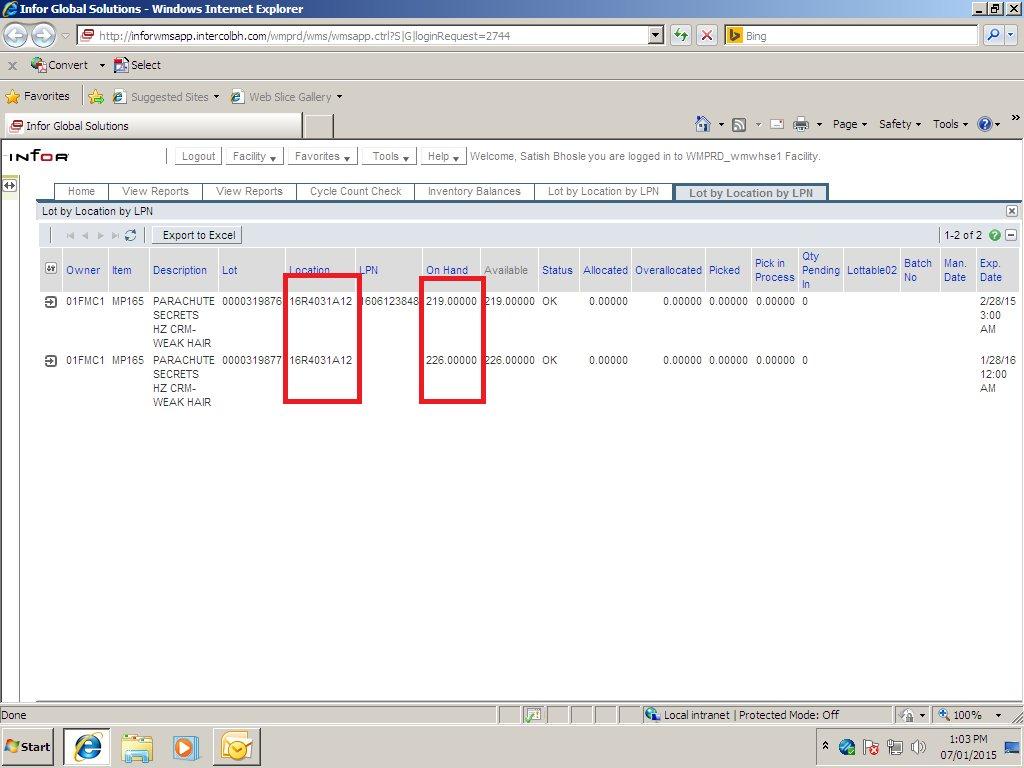 Infor Global Solutions - Windows Internet Explorer
http://inforwmsapp.intercolbh.com/wmprd/wms/wmsapp.ctrl?S|G|loginRequest=2744
Bing
x Convert Select
Favorites Suggested Sites Web Slice Gallery
Infor Global Solutions
Page Safety Tools
infor Logout Facility Favorites Tools Help Welcome, Satish Bhosle you are logged in to WMPRD_wmwhse1 Facility.
Home View Reports View Reports Cycle Count Check Inventory Balances Lot by Location by LPN Lot by Location by LPN
Lot by Location by LPN
Export to Excel 1-2 of 2
Owner Item Description Lot Location LPN On Hand Available Status Allocated Overallocated Picked Pick in Process Qty Pending In Lottable02 Batch No Man. Date Exp. Date
01FMC1 MP165 PARACHUTE 0000319876 16R4031A12 1606123848 219.00000 219.00000 OK 0.00000 0.00000 0.00000 0.00000 0 2/28/15
SECRETS 3:00
HZ CRM- AM
WEAK HAIR
01FMC1 MP165 PARACHUTE 0000319877 16R4031A12 226.00000 226.00000 OK 0.00000 0.00000 0.00000 0.00000 0 1/28/16
SECRETS 12:00
HZ CRM- AM
WEAK HAIR
Done Local intranet | Protected Mode: Off 100%
Start 1:03 PM
07/01/2015